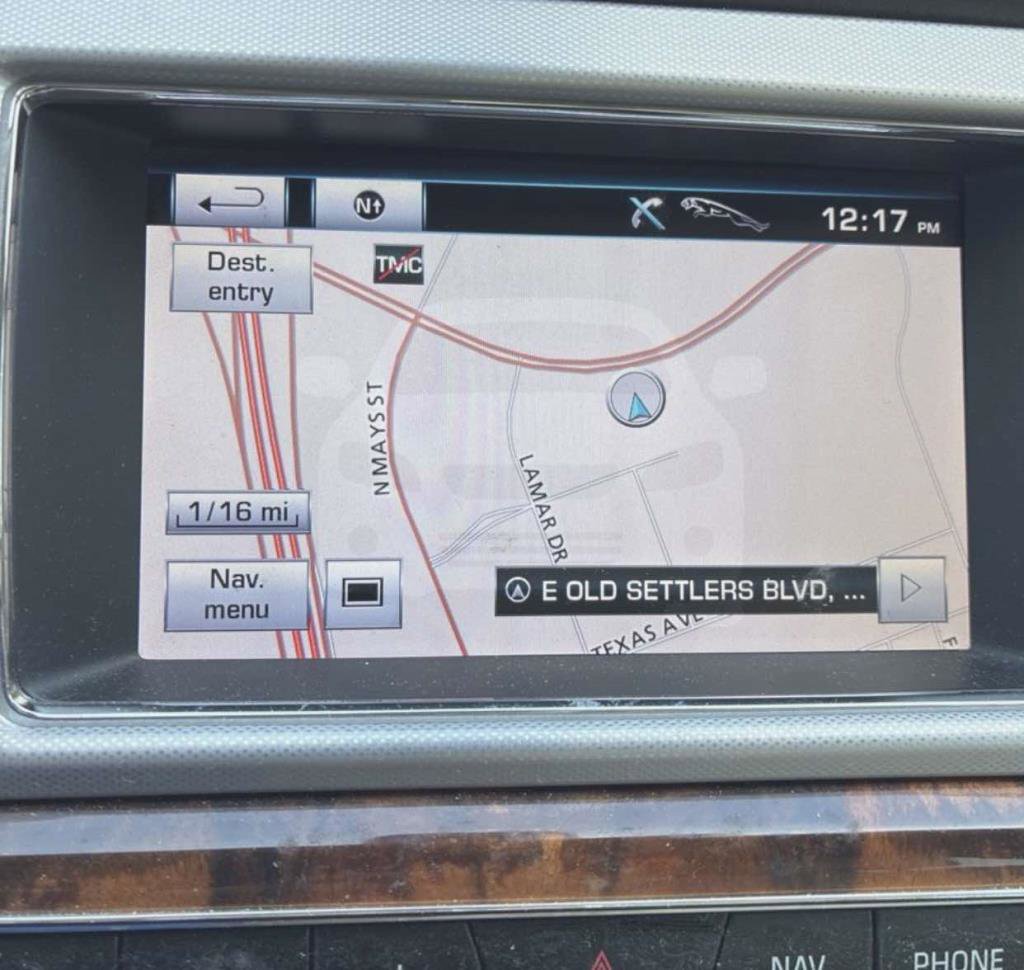 N
12:17 PM
Dest.
entry
TMC
N MAYS ST
LAMAR DR
1/16 mi
Nav.
menu
E OLD SETTLERS BLVD, ...
TEXAS AVE
F
NAV
PHONE